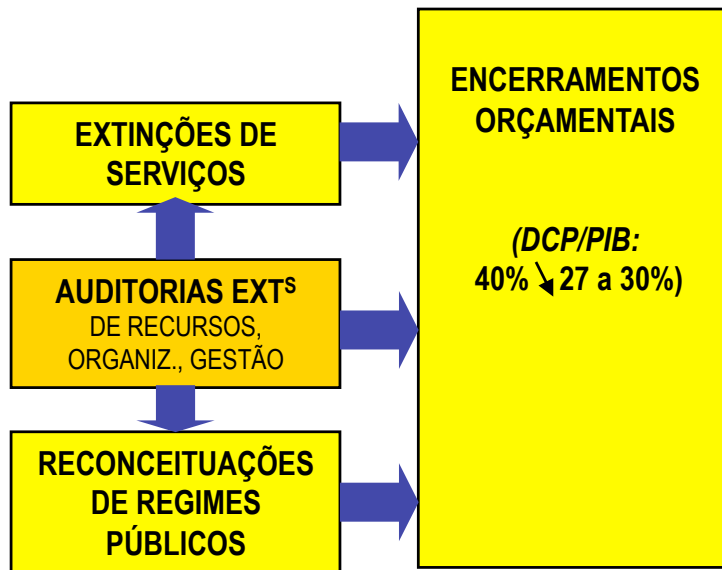 EXTINÇÕES DE
SERVIÇOS
AUDITORIAS EXTS
DE RECURSOS,
ORGANIZ., GESTÃO
RECONCEITUAÇÕES
DE REGIMES
PÚBLICOS
ENCERRAMENTOS
ORÇAMENTAIS
(DCP/PIB:
40% ↘ 27 a 30%)